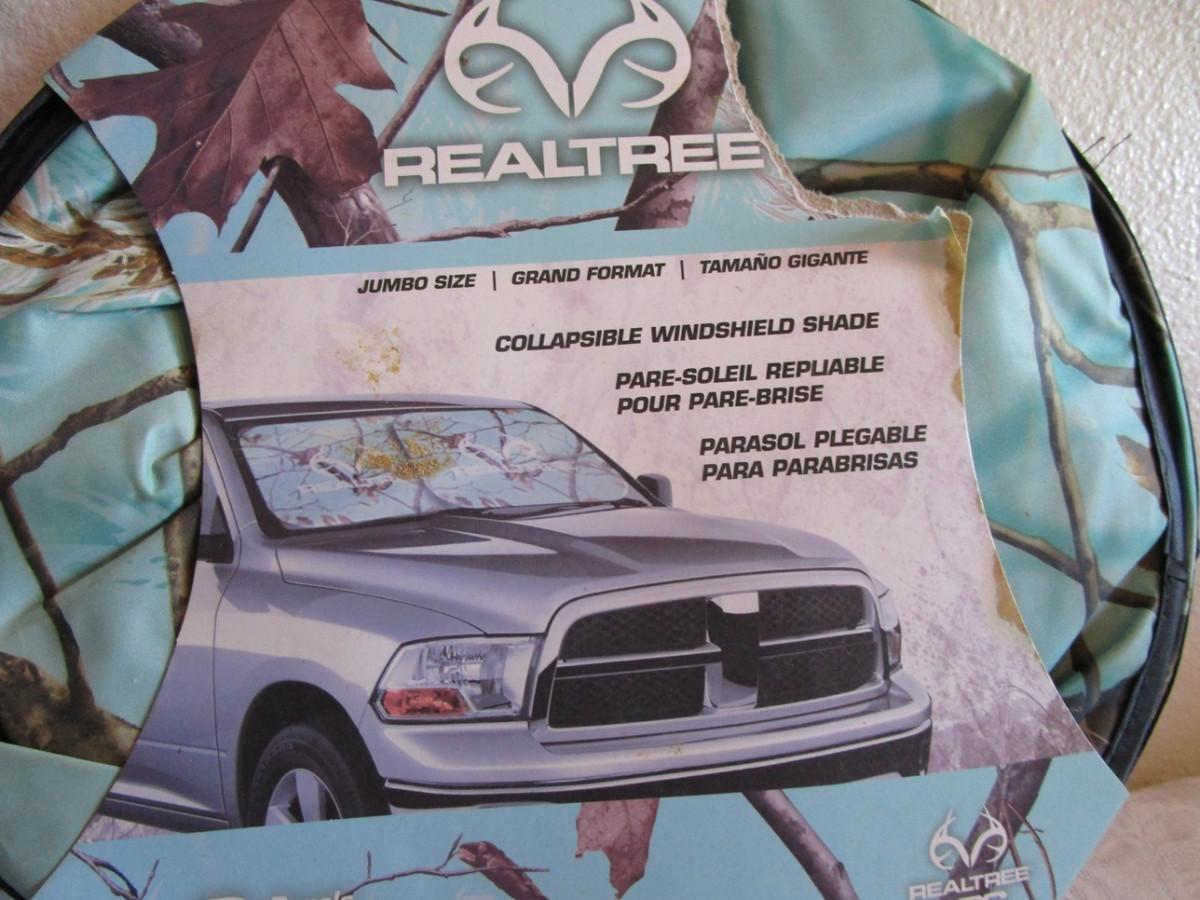 REALTREE
JUMBO SIZE | GRAND FORMAT | TAMAÑO GIGANTE
COLLAPSIBLE WINDSHIELD SHADE
PARE-SOLEIL REPLIABLE
POUR PARE-BRISE
PARASOL PLEGABLE
PARA PARABRISAS
REALTREE